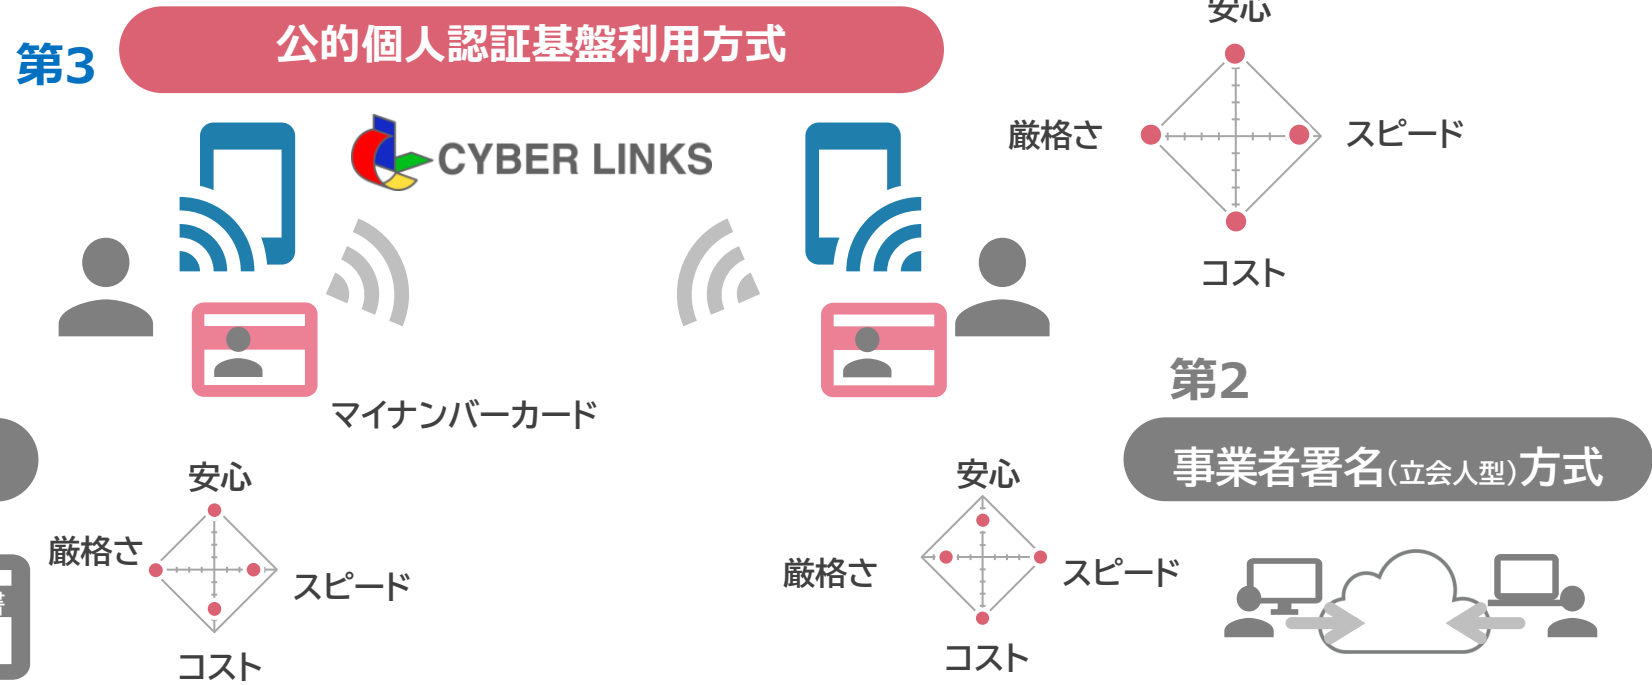 第3
公的個人認証基盤利用方式
CYBER LINKS
安心
厳格さ
スピード
コスト
マイナンバーカード
第2
事業者署名(立会人型)方式
安心
厳格さ
スピード
コスト
安心
厳格さ
スピード
コスト
書